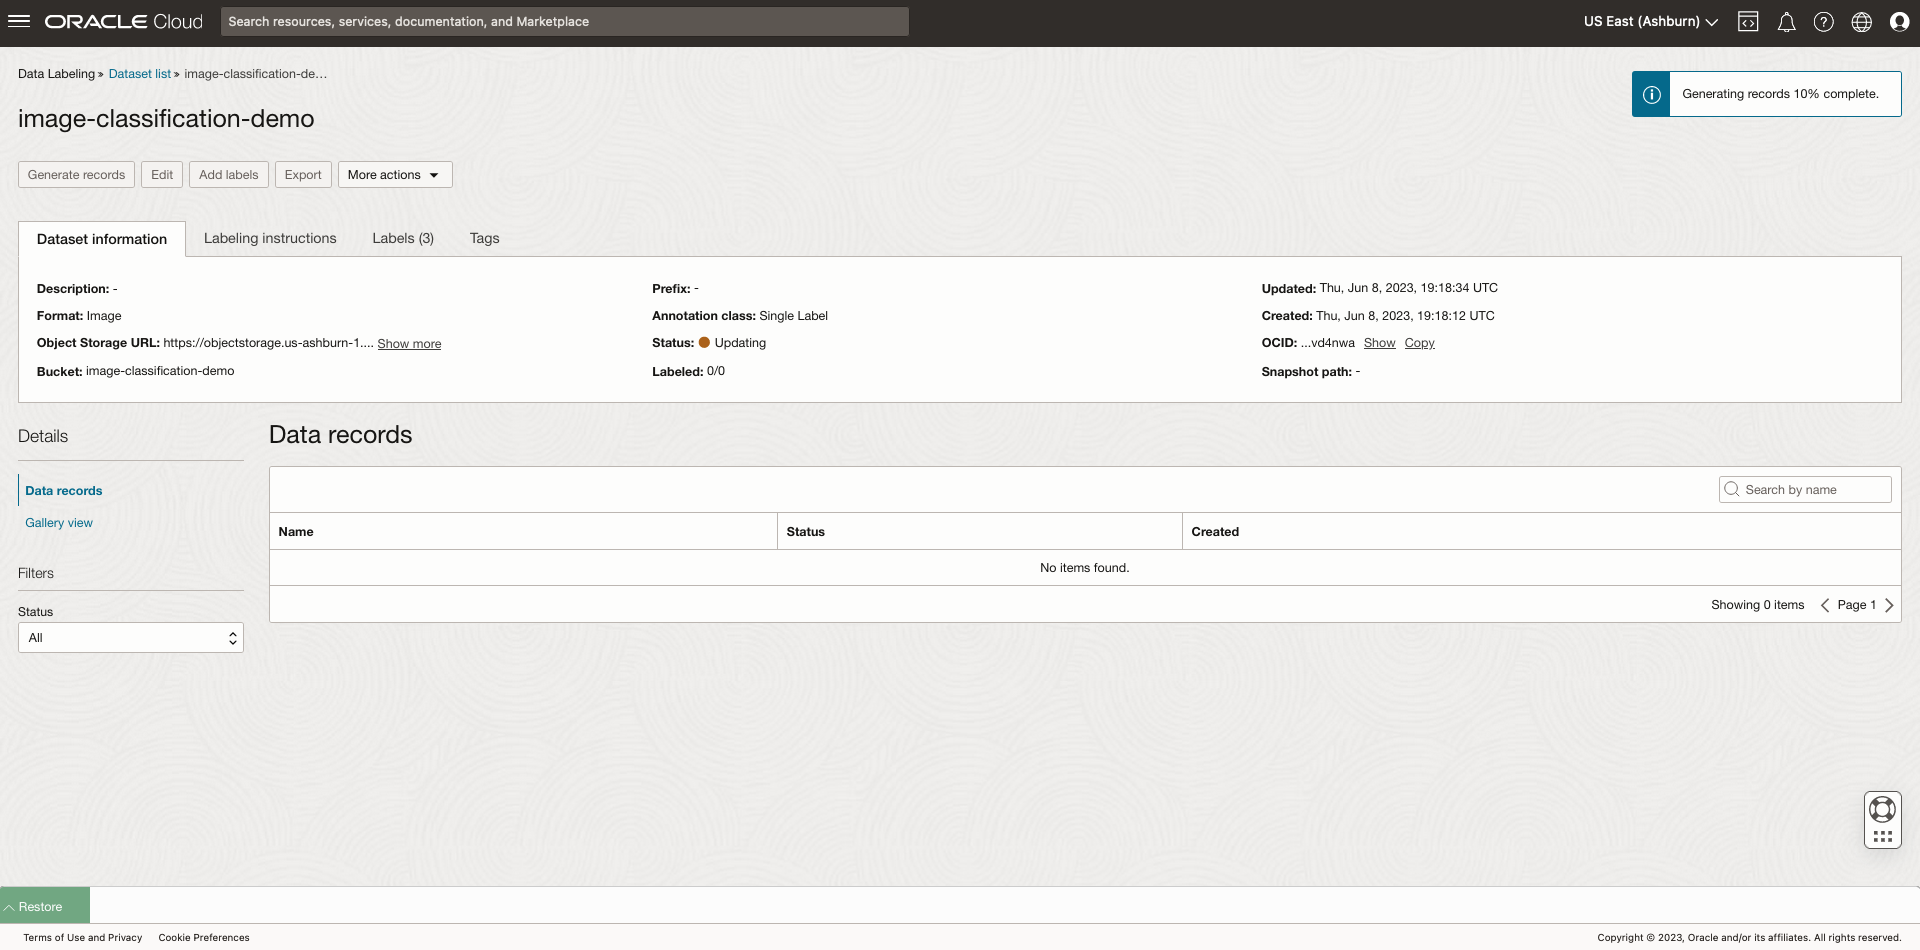 ORACLE Cloud
Search resources, services, documentation, and Marketplace
US East (Ashburn)
Data Labeling » Dataset list » image-classification-de...
Generating records 10% complete.
image-classification-demo
Generate records
Edit
Add labels
Export
More actions
Dataset information
Labeling instructions
Labels (3)
Tags
Description: -
Format: Image
Object Storage URL: https://objectstorage.us-ashburn-1.... Show more
Bucket: image-classification-demo
Prefix: -
Annotation class: Single Label
Status: Updating
Labeled: 0/0
Updated: Thu, Jun 8, 2023, 19:18:34 UTC
Created: Thu, Jun 8, 2023, 19:18:12 UTC
OCID: ...vd4nwa Show Copy
Snapshot path: -
Details
Data records
Gallery view
Filters
Status
All
Data records
Search by name
Name
Status
Created
No items found.
Showing 0 items
Page 1
Restore
Terms of Use and Privacy
Cookie Preferences
Copyright © 2023, Oracle and/or its affiliates. All rights reserved.